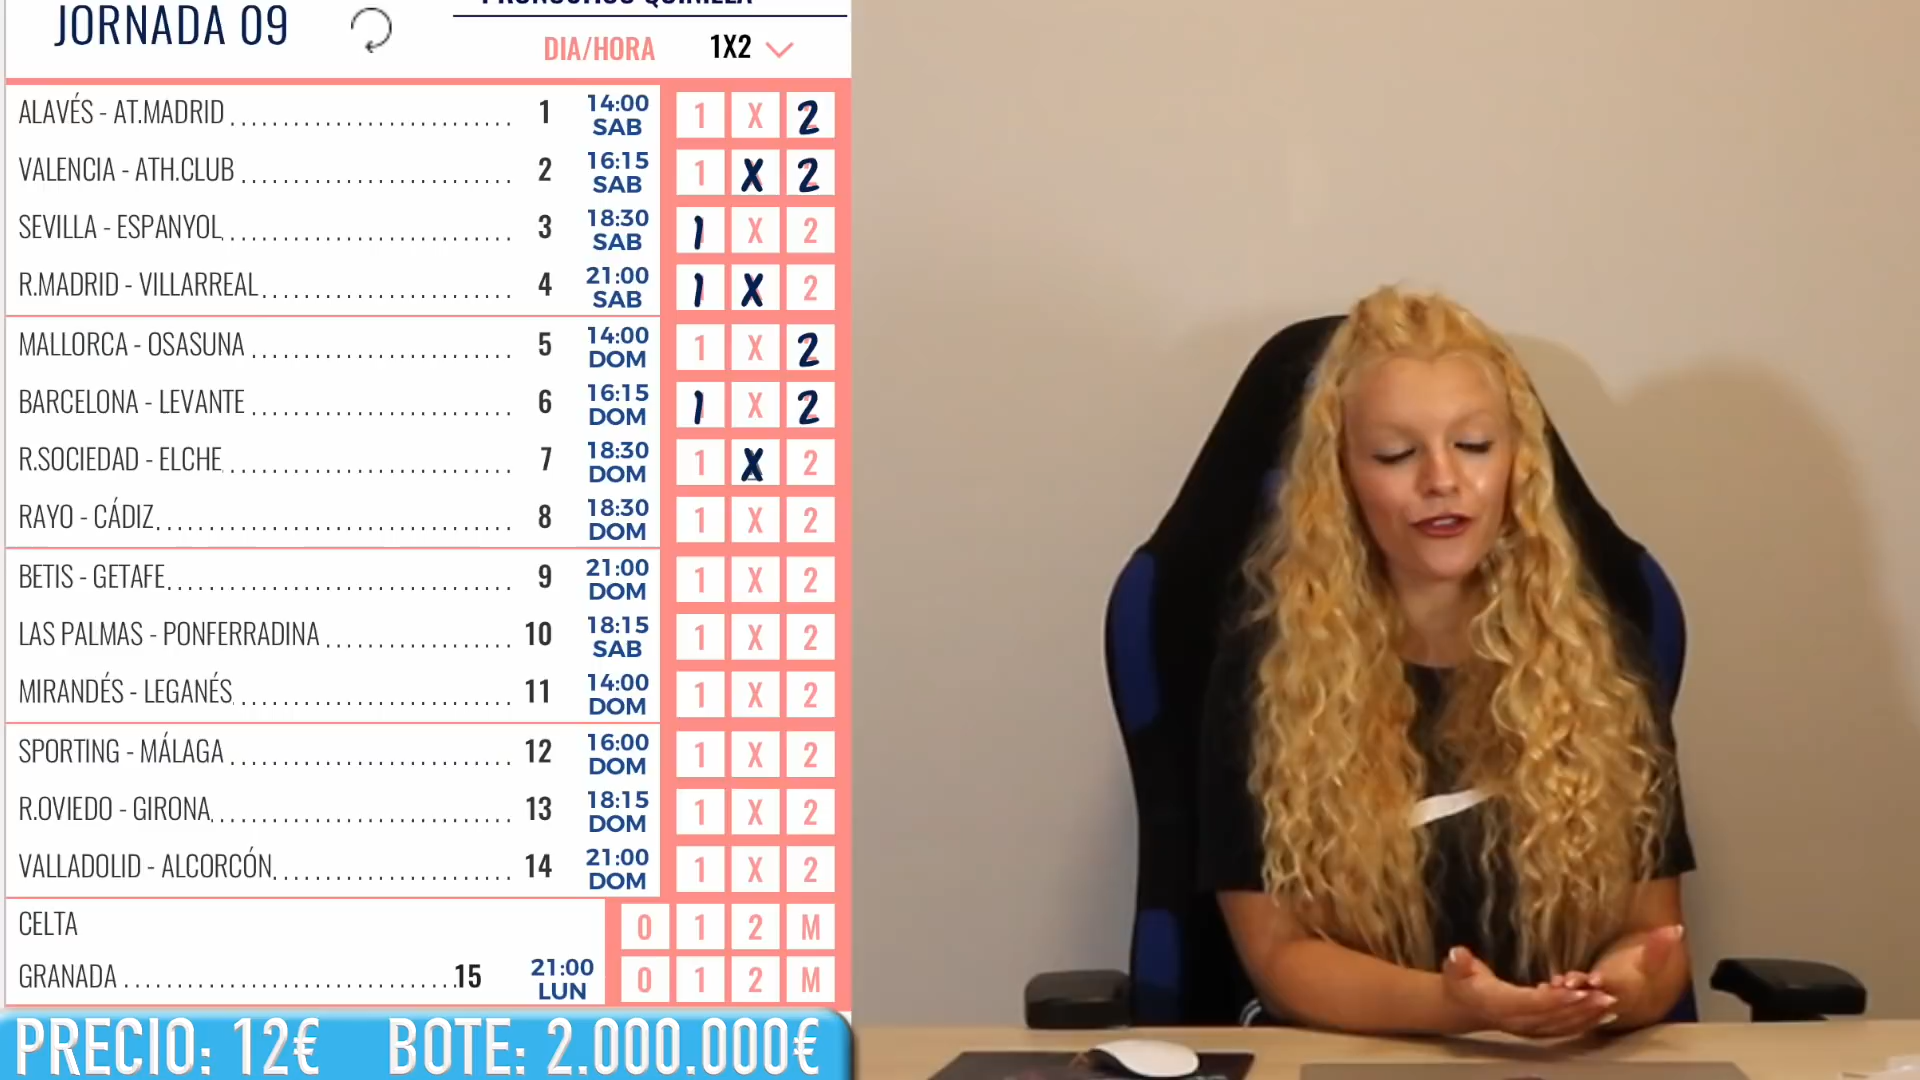 PRONÓSTICO QUINIELA
JORNADA 09
DIA/HORA 1X2
ALAVÉS - AT.MADRID 1 14:00 SAB 1 X 2
VALENCIA - ATH.CLUB 2 16:15 SAB 1 X 2
SEVILLA - ESPANYOL 3 18:30 SAB 1 X 2
R.MADRID - VILLARREAL 4 21:00 SAB 1 X 2
MALLORCA - OSASUNA 5 14:00 DOM 1 X 2
BARCELONA - LEVANTE 6 16:15 DOM 1 X 2
R.SOCIEDAD - ELCHE 7 18:30 DOM 1 X 2
RAYO - CÁDIZ 8 18:30 DOM 1 X 2
BETIS - GETAFE 9 21:00 DOM 1 X 2
LAS PALMAS - PONFERRADINA 10 18:15 SAB 1 X 2
MIRANDÉS - LEGANÉS 11 14:00 DOM 1 X 2
SPORTING - MÁLAGA 12 16:00 DOM 1 X 2
R.OVIEDO - GIRONA 13 18:15 DOM 1 X 2
VALLADOLID - ALCORCÓN 14 21:00 DOM 1 X 2
CELTA 0 1 2 M
GRANADA 15 21:00 LUN 0 1 2 M
PRECIO: 12€ BOTE: 2.000.000€